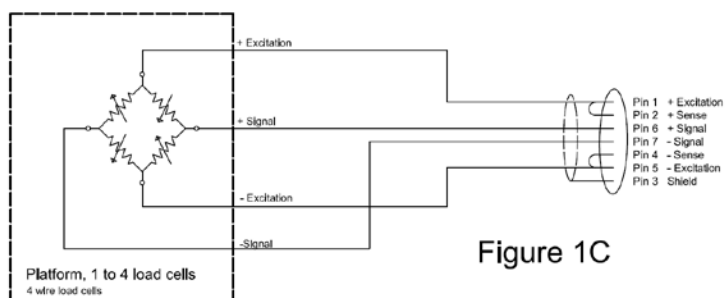 + Excitation
+ Signal
- Excitation
-Signal
Platform, 1 to 4 load cells
4 wire load cells
Pin 1 + Excitation
Pin 2 + Sense
Pin 6 + Signal
Pin 7 - Signal
Pin 4 - Sense
Pin 5 - Excitation
Pin 3 Shield
Figure 1C